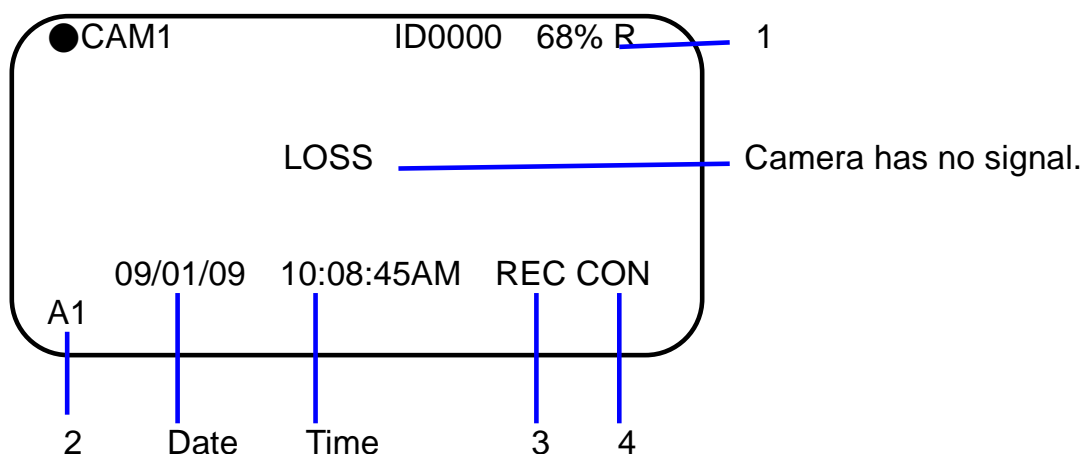 ●CAM1 ID0000 68% R 1
LOSS Camera has no signal.
09/01/09 10:08:45AM REC CON
A1
2 Date Time 3 4